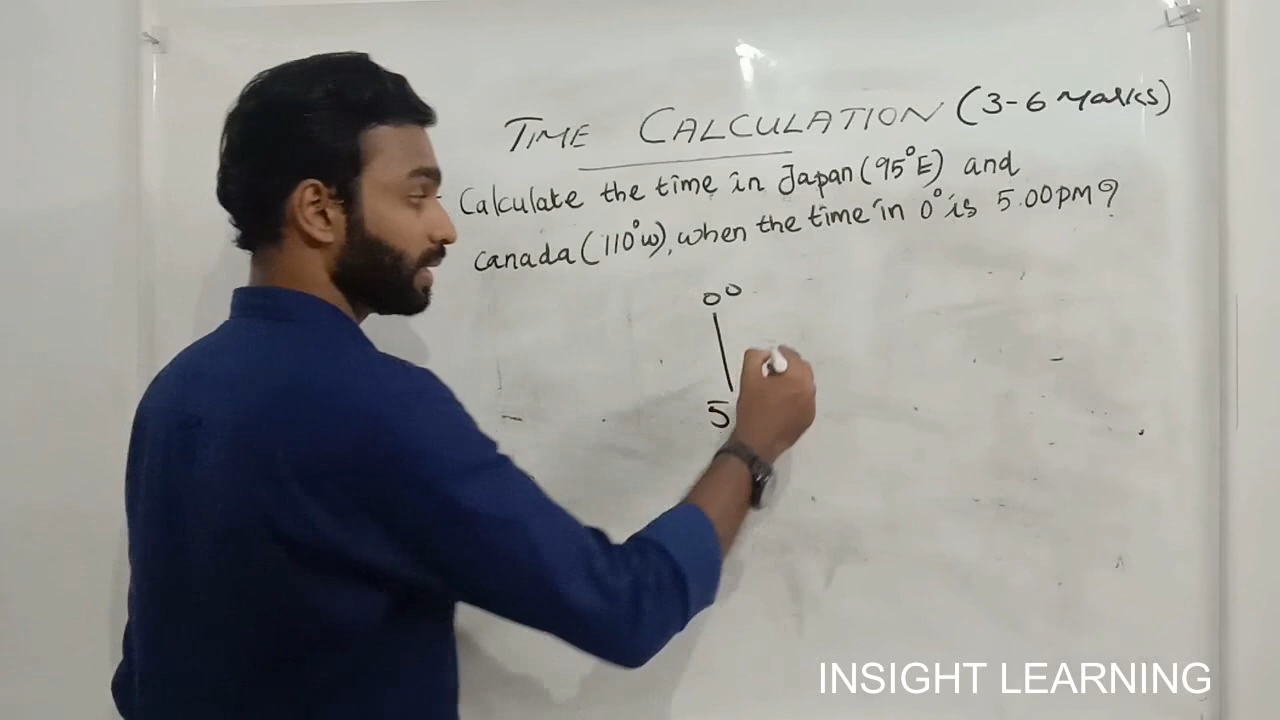 TIME CALCULATION (3-6 Marks)
Calculate the time in Japan (95°E) and
canada (110°w), when the time in 0° is 5.00pm?
0°
5
INSIGHT LEARNING